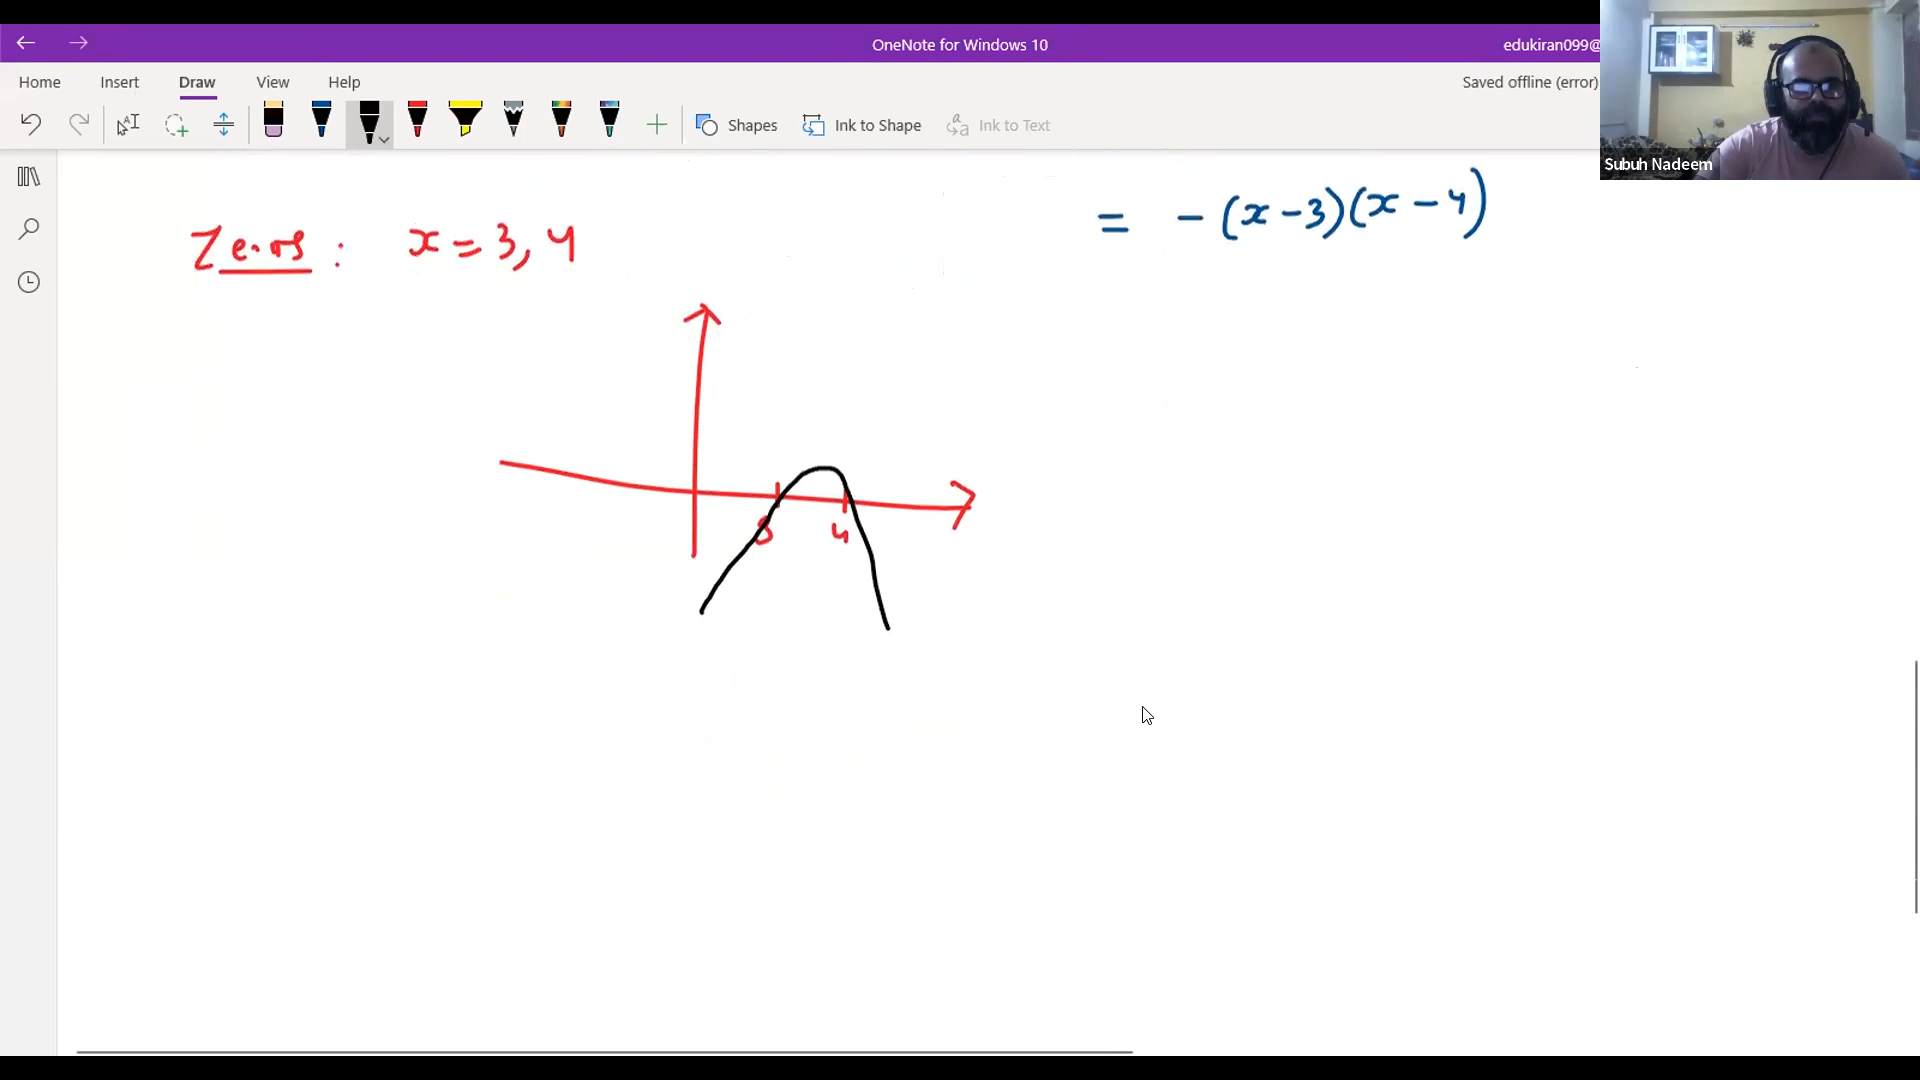 OneNote for Windows 10
edukiran099@
Home Insert Draw View Help
Saved offline (error)
Shapes Ink to Shape Ink to Text
Subuh Nadeem
= -(x-3)(x-4)
Zeros: x=3,4
3 4